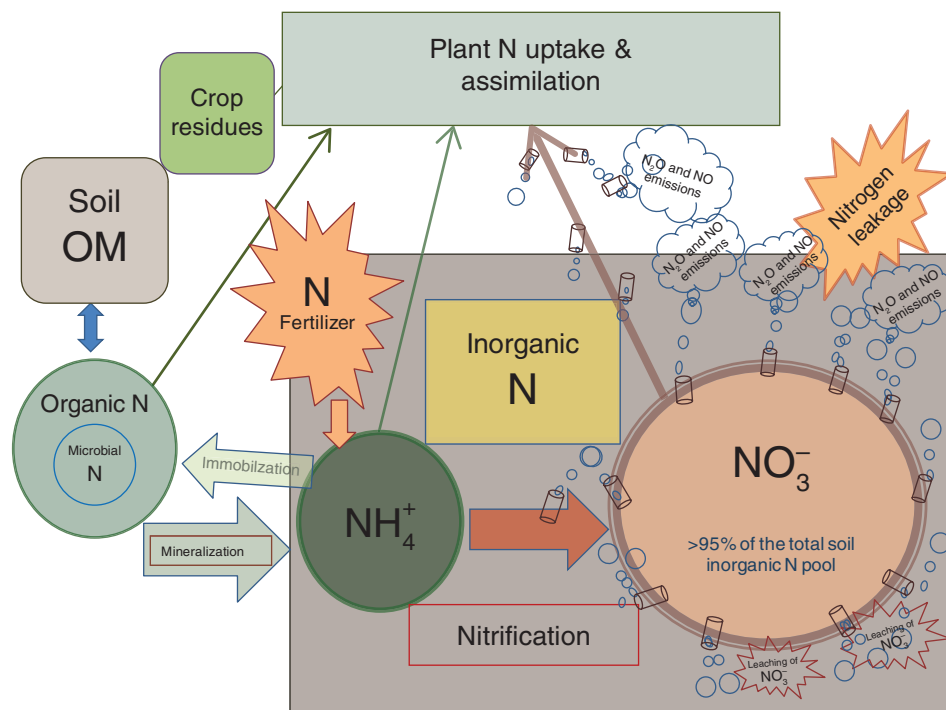 Plant N uptake &
assimilation
Crop
residues
Soil
OM
N₂O and NO
emissions
Nitrogen
leakage
N₂O and NO
emissions
N₂O and NO
emissions
N₂O and NO
emissions
N
Fertilizer
Inorganic
N
Organic N
Microbial
N
Immobilzation
NH₄⁺
NO₃⁻
>95% of the total soil
inorganic N pool
Mineralization
Nitrification
Leaching of
NO₃⁻
Leaching of
NO₃⁻